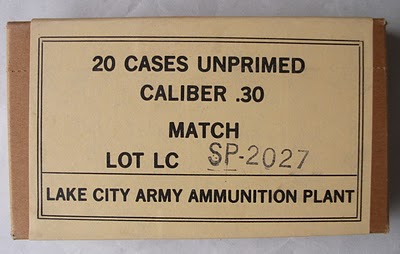 20 CASES UNPRIMED
CALIBER .30
MATCH
LOT LC SP-2027
LAKE CITY ARMY AMMUNITION PLANT